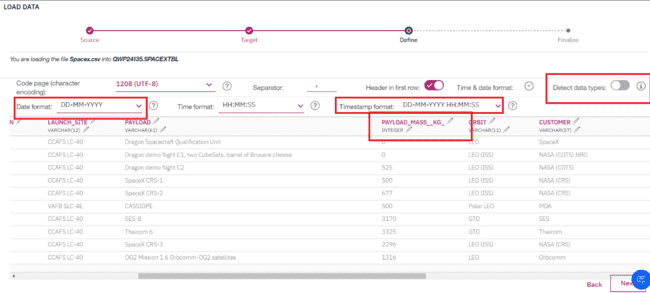 LOAD DATA
Source Target Define Finalize
You are loading the file Spacex.csv into QWP24135.SPACEXTBL
Code page (character encoding): 1208 (UTF-8) Separator: , Header in first row: Time & date format: Detect data types:
Date format: DD-MM-YYYY Time format: HH:MM:SS Timestamp format: DD-MM-YYYY HH:MM:SS
N LAUNCH_SITE PAYLOAD PAYLOAD_MASS__KG_ ORBIT CUSTOMER
VARCHAR(12) VARCHAR(61) INTEGER VARCHAR(11) VARCHAR(57)
CCAFS LC-40 Dragon Spacecraft Qualification Unit 0 LEO SpaceX
CCAFS LC-40 Dragon demo flight C1, two CubeSats, barrel of Brouere cheese 0 LEO (ISS) NASA (COTS) NRO
CCAFS LC-40 Dragon demo flight C2 525 LEO (ISS) NASA (COTS)
CCAFS LC-40 SpaceX CRS-1 500 LEO (ISS) NASA (CRS)
CCAFS LC-40 SpaceX CRS-2 677 LEO (ISS) NASA (CRS)
VAFB SLC-4E CASSIOPE 500 Polar LEO MDA
CCAFS LC-40 SES-8 3170 GTO SES
CCAFS LC-40 Thaicom 6 3325 GTO Thaicom
CCAFS LC-40 SpaceX CRS-3 2296 LEO (ISS) NASA (CRS)
CCAFS LC-40 OG2 Mission 1 6 Orbcomm-OG2 satellites 1316 LEO Orbcomm
Back Nex